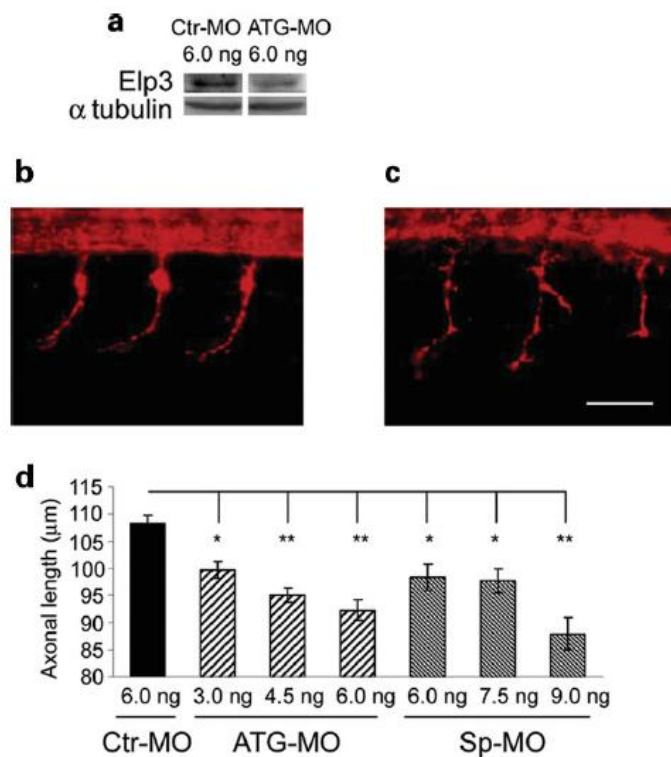 a
Ctr-MO ATG-MO
6.0 ng 6.0 ng
Elp3
α tubulin
b
c
d
Axonal length (μm)
115
110
105
100
95
90
85
80
* ** ** * * **
6.0 ng 3.0 ng 4.5 ng 6.0 ng 6.0 ng 7.5 ng 9.0 ng
Ctr-MO ATG-MO Sp-MO